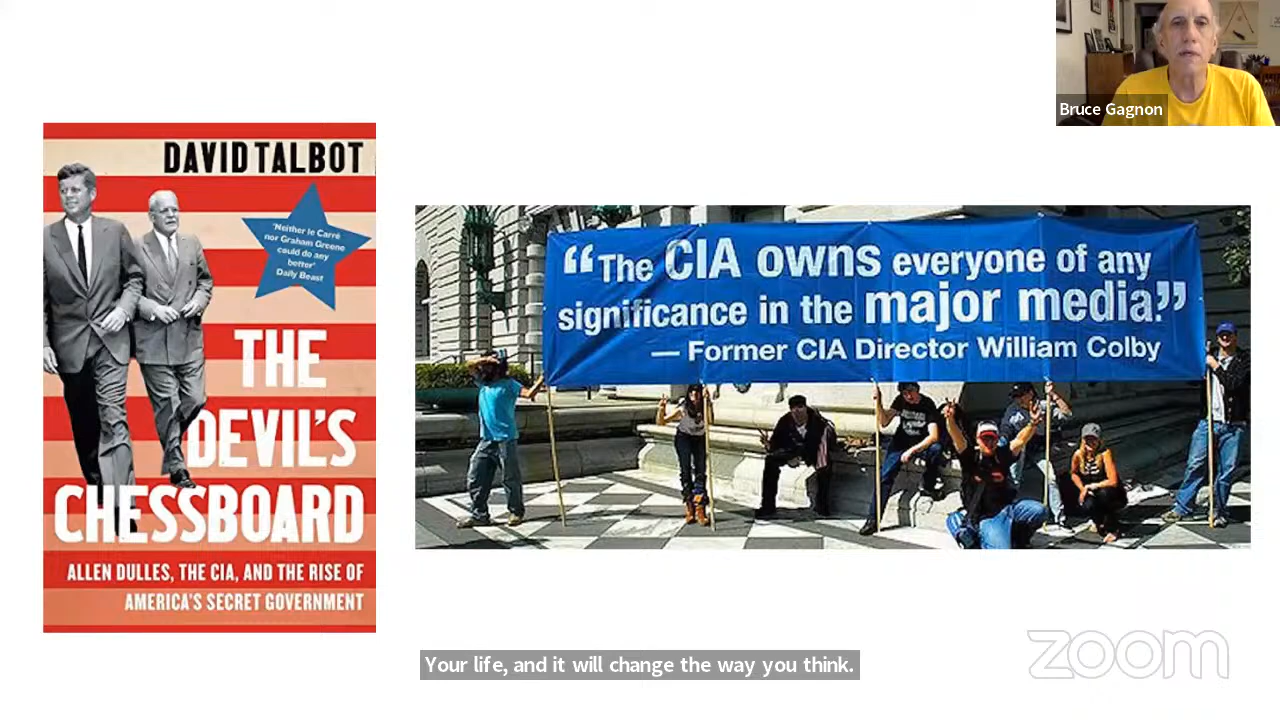 Bruce Gagnon
DAVID TALBOT
'Neither le Carré
nor Graham Greene
could do any
better'
Daily Beast
THE
DEVIL'S
CHESSBOARD
ALLEN DULLES, THE CIA, AND THE RISE OF
AMERICA'S SECRET GOVERNMENT
“The CIA owns everyone of any
significance in the major media.”
— Former CIA Director William Colby
Your life, and it will change the way you think.
zoom